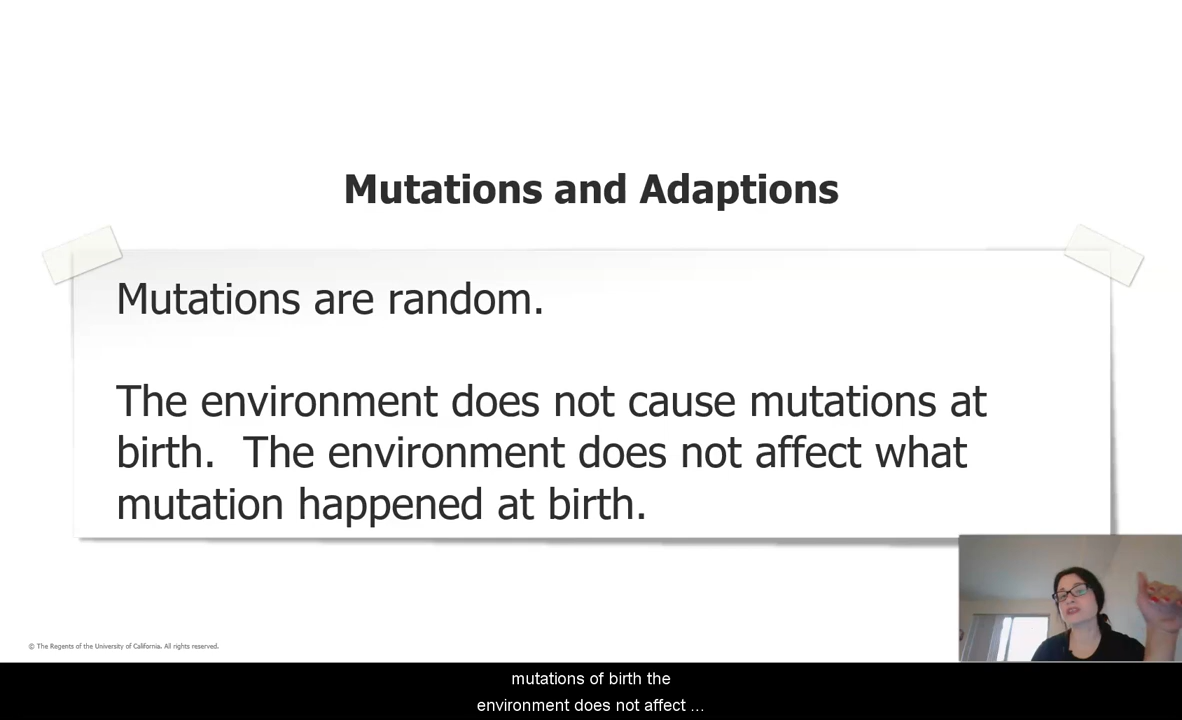 Mutations and Adaptions
Mutations are random.
The environment does not cause mutations at
birth.  The environment does not affect what
mutation happened at birth.
© The Regents of the University of California. All rights reserved.
mutations of birth the
environment does not affect ...